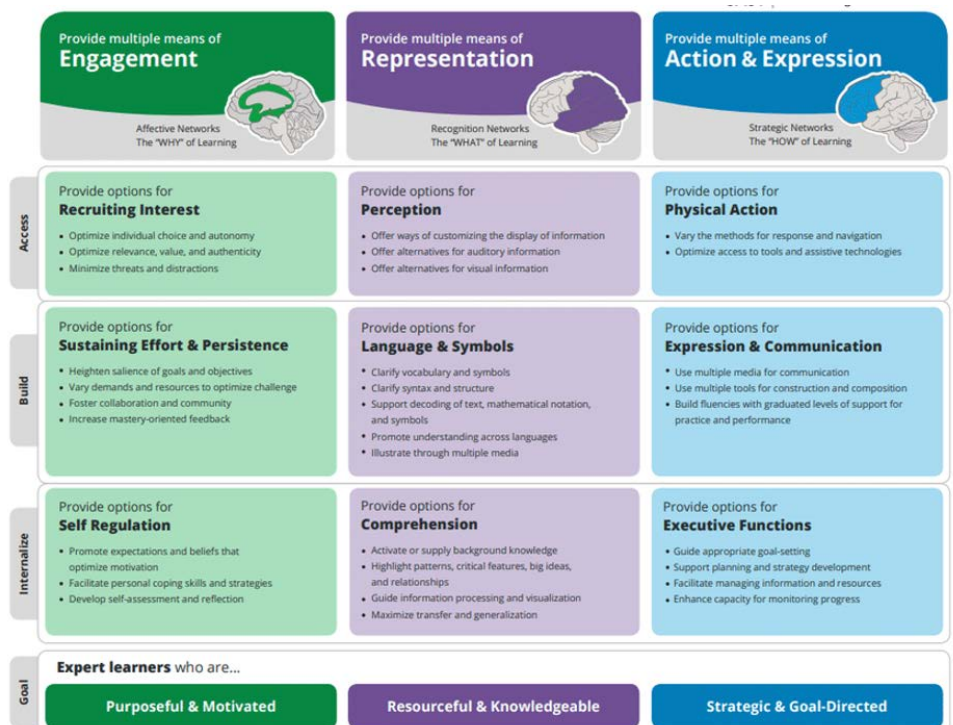 Provide multiple means of
Engagement
Affective Networks
The "WHY" of Learning
Provide multiple means of
Representation
Recognition Networks
The "WHAT" of Learning
Provide multiple means of
Action & Expression
Strategic Networks
The "HOW" of Learning
Access
Provide options for
Recruiting Interest
• Optimize individual choice and autonomy
• Optimize relevance, value, and authenticity
• Minimize threats and distractions
Provide options for
Perception
• Offer ways of customizing the display of information
• Offer alternatives for auditory information
• Offer alternatives for visual information
Provide options for
Physical Action
• Vary the methods for response and navigation
• Optimize access to tools and assistive technologies
Build
Provide options for
Sustaining Effort & Persistence
• Heighten salience of goals and objectives
• Vary demands and resources to optimize challenge
• Foster collaboration and community
• Increase mastery-oriented feedback
Provide options for
Language & Symbols
• Clarify vocabulary and symbols
• Clarify syntax and structure
• Support decoding of text, mathematical notation,
and symbols
• Promote understanding across languages
• Illustrate through multiple media
Provide options for
Expression & Communication
• Use multiple media for communication
• Use multiple tools for construction and composition
• Build fluencies with graduated levels of support for
practice and performance
Internalize
Provide options for
Self Regulation
• Promote expectations and beliefs that
optimize motivation
• Facilitate personal coping skills and strategies
• Develop self-assessment and reflection
Provide options for
Comprehension
• Activate or supply background knowledge
• Highlight patterns, critical features, big ideas,
and relationships
• Guide information processing and visualization
• Maximize transfer and generalization
Provide options for
Executive Functions
• Guide appropriate goal-setting
• Support planning and strategy development
• Facilitate managing information and resources
• Enhance capacity for monitoring progress
Goal
Expert learners who are...
Purposeful & Motivated
Resourceful & Knowledgeable
Strategic & Goal-Directed